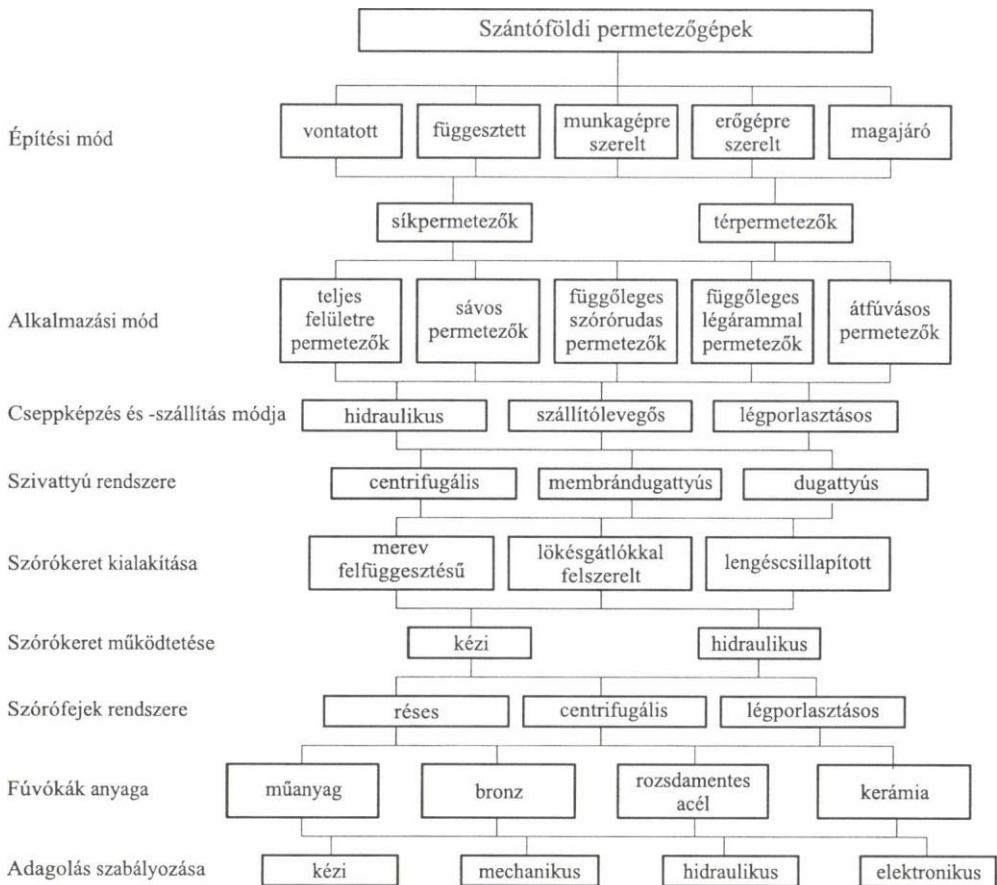 Szántóföldi permetezőgépek
Építési mód
vontatott
függesztett
munkagépre
szerelt
erőgépre
szerelt
magajáró
síkpermetezők
térpermetezők
Alkalmazási mód
teljes
felületre
permetezők
sávos
permetezők
függőleges
szórórudas
permetezők
függőleges
légárammal
permetezők
átfúvásos
permetezők
Cseppképzés és -szállítás módja
hidraulikus
szállítólevegős
légporlasztásos
Szivattyú rendszere
centrifugális
membrándugattyús
dugattyús
Szórókeret kialakítása
merev
felfüggesztésű
lökésgátlókkal
felszerelt
lengéscsillapított
Szórókeret működtetése
kézi
hidraulikus
Szórófejek rendszere
réses
centrifugális
légporlasztásos
Fúvókák anyaga
műanyag
bronz
rozsdamentes
acél
kerámia
Adagolás szabályozása
kézi
mechanikus
hidraulikus
elektronikus